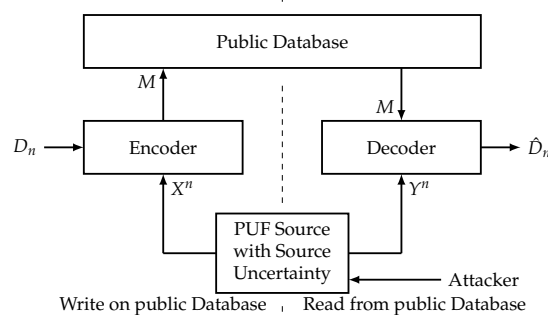 Public Database
M
M
D_n
Encoder
Decoder
D̂_n
X^n
Y^n
PUF Source
with Source
Uncertainty
Attacker
Write on public Database
Read from public Database